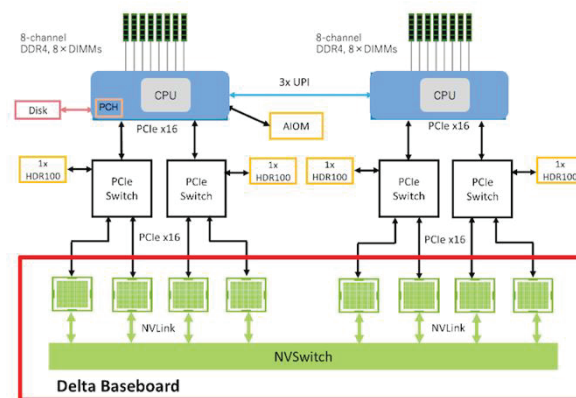 8-channel
DDR4, 8×DIMMs
8-channel
DDR4, 8×DIMMs
CPU
3x UPI
CPU
PCH
Disk
PCIe x16
AIOM
PCIe x16
1x
HDR100
PCIe
Switch
PCIe
Switch
1x
HDR100
1x
HDR100
PCIe
Switch
PCIe
Switch
1x
HDR100
PCIe x16
PCIe x16
NVLink
NVLink
NVSwitch
Delta Baseboard